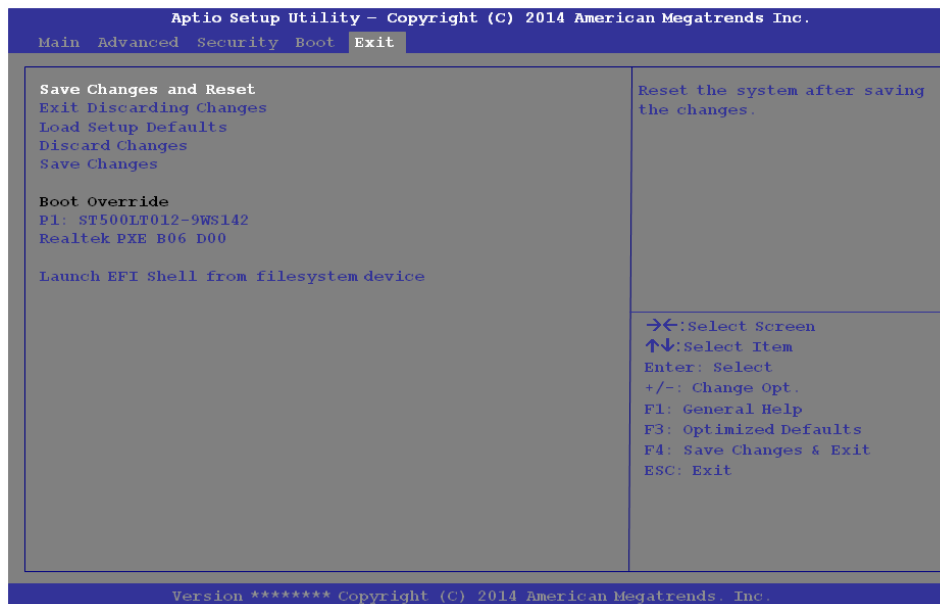 Aptio Setup Utility – Copyright (C) 2014 American Megatrends Inc.
Main Advanced Security Boot Exit
Save Changes and Reset
Exit Discarding Changes
Load Setup Defaults
Discard Changes
Save Changes
Boot Override
P1: ST500LT012-9WS142
Realtek PXE B06 D00
Launch EFI Shell from filesystem device
Reset the system after saving
the changes.
→←:Select Screen
↑↓:Select Item
Enter: Select
+/-: Change Opt.
F1: General Help
F3: Optimized Defaults
F4: Save Changes & Exit
ESC: Exit
Version ******** Copyright (C) 2014 American Megatrends. Inc.